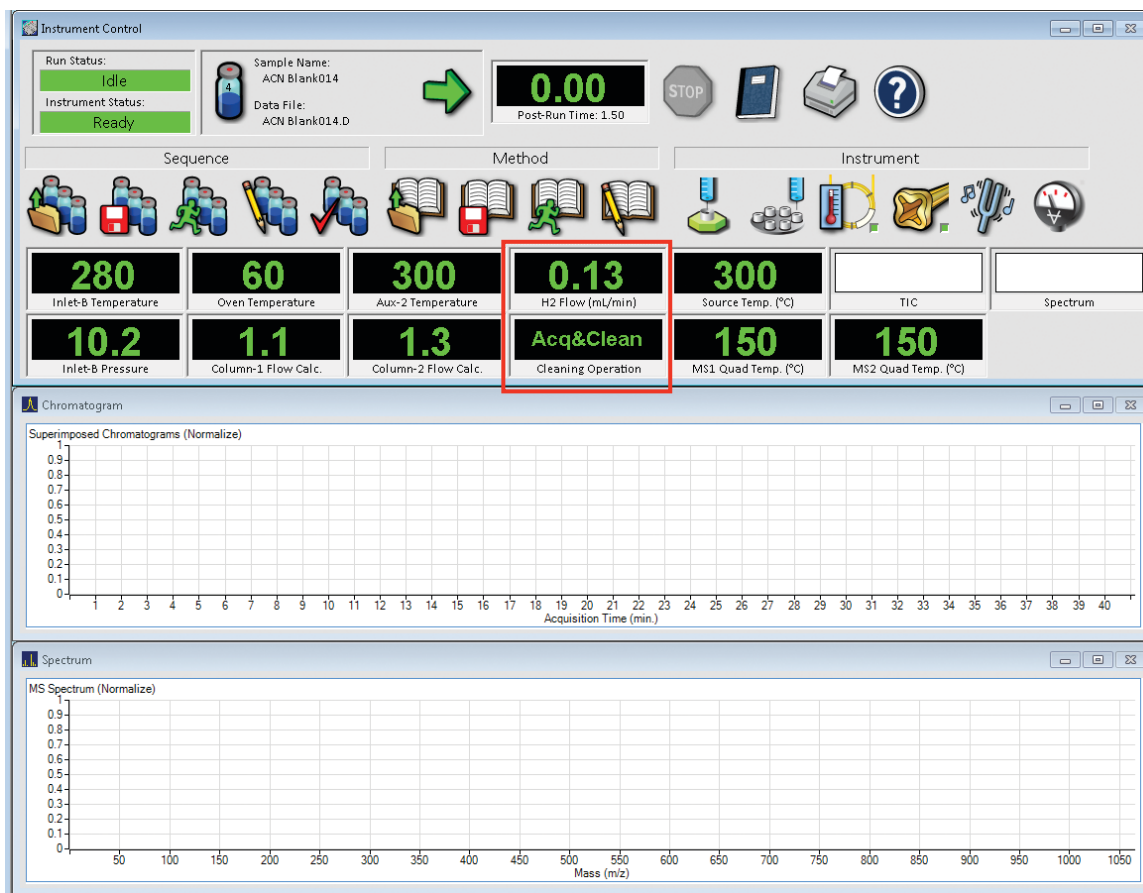 Instrument Control
Run Status:
Idle
Instrument Status:
Ready
4
Sample Name:
ACN Blank014
Data File:
ACN Blank014.D
0.00
Post-Run Time: 1.50
STOP
?
Sequence
Method
Instrument
280
Inlet-B Temperature
60
Oven Temperature
300
Aux-2 Temperature
0.13
H2 Flow (mL/min)
300
Source Temp. (°C)
TIC
Spectrum
10.2
Inlet-B Pressure
1.1
Column-1 Flow Calc.
1.3
Column-2 Flow Calc.
Acq&Clean
Cleaning Operation
150
MS1 Quad Temp. (°C)
150
MS2 Quad Temp. (°C)
Chromatogram
Superimposed Chromatograms (Normalize)
1
0.9
0.8
0.7
0.6
0.5
0.4
0.3
0.2
0.1
0
1 2 3 4 5 6 7 8 9 10 11 12 13 14 15 16 17 18 19 20 21 22 23 24 25 26 27 28 29 30 31 32 33 34 35 36 37 38 39 40
Acquisition Time (min.)
Spectrum
MS Spectrum (Normalize)
1
0.9
0.8
0.7
0.6
0.5
0.4
0.3
0.2
0.1
0
50 100 150 200 250 300 350 400 450 500 550 600 650 700 750 800 850 900 950 1000 1050
Mass (m/z)